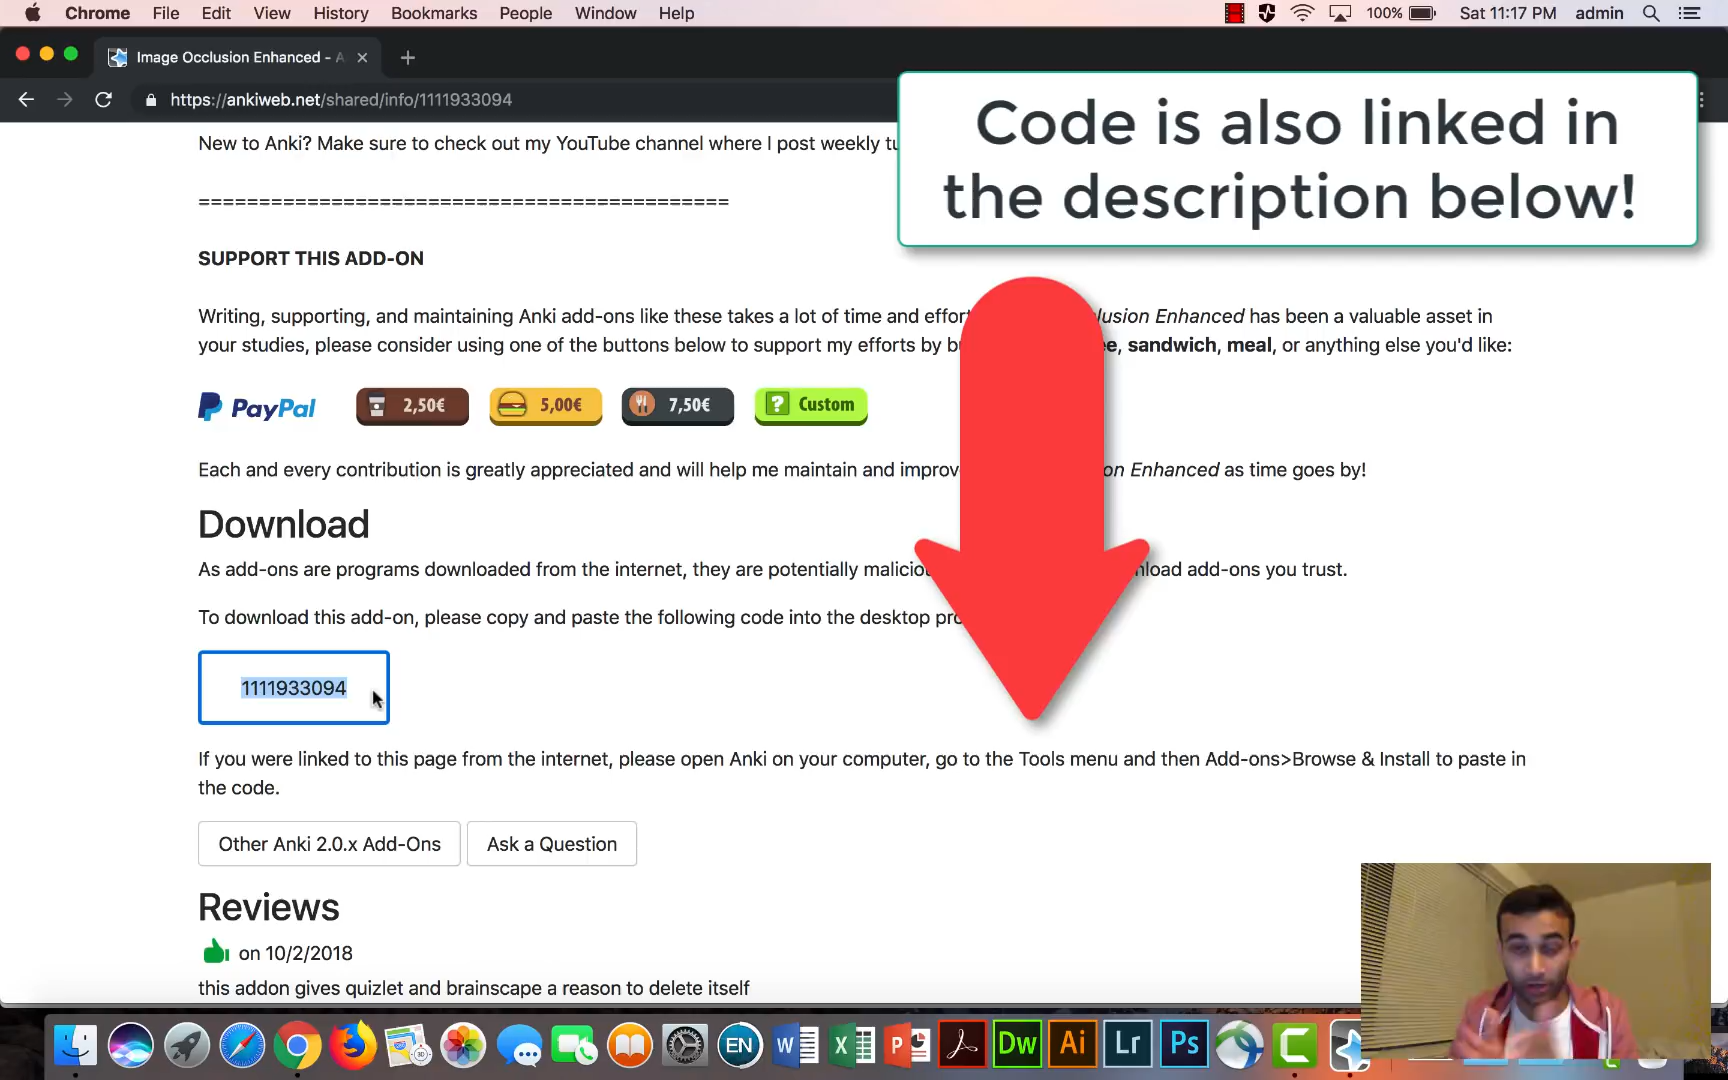 Chrome File Edit View History Bookmarks People Window Help 100% Sat 11:17 PM admin
Image Occlusion Enhanced - A
https://ankiweb.net/shared/info/1111933094
Code is also linked in
the description below!
New to Anki? Make sure to check out my YouTube channel where I post weekly
===========================================
SUPPORT THIS ADD-ON
Writing, supporting, and maintaining Anki add-ons like these takes a lot of time and Enhanced has been a valuable asset in
your studies, please consider using one of the buttons below to support my efforts by sandwich, meal, or anything else you'd like:
PayPal 2,50€ 5,00€ 7,50€ ? Custom
Each and every contribution is greatly appreciated and will help me maintain and Enhanced as time goes by!
Download
As add-ons are programs downloaded from the internet, they are potentially add-ons you trust.
To download this add-on, please copy and paste the following code into the desktop
1111933094
If you were linked to this page from the internet, please open Anki on your computer, go to the Tools menu and then Add-ons>Browse & Install to paste in
the code.
Other Anki 2.0.x Add-Ons Ask a Question
Reviews
on 10/2/2018
this addon gives quizlet and brainscape a reason to delete itself
EN W X P Dw Ai Lr Ps C